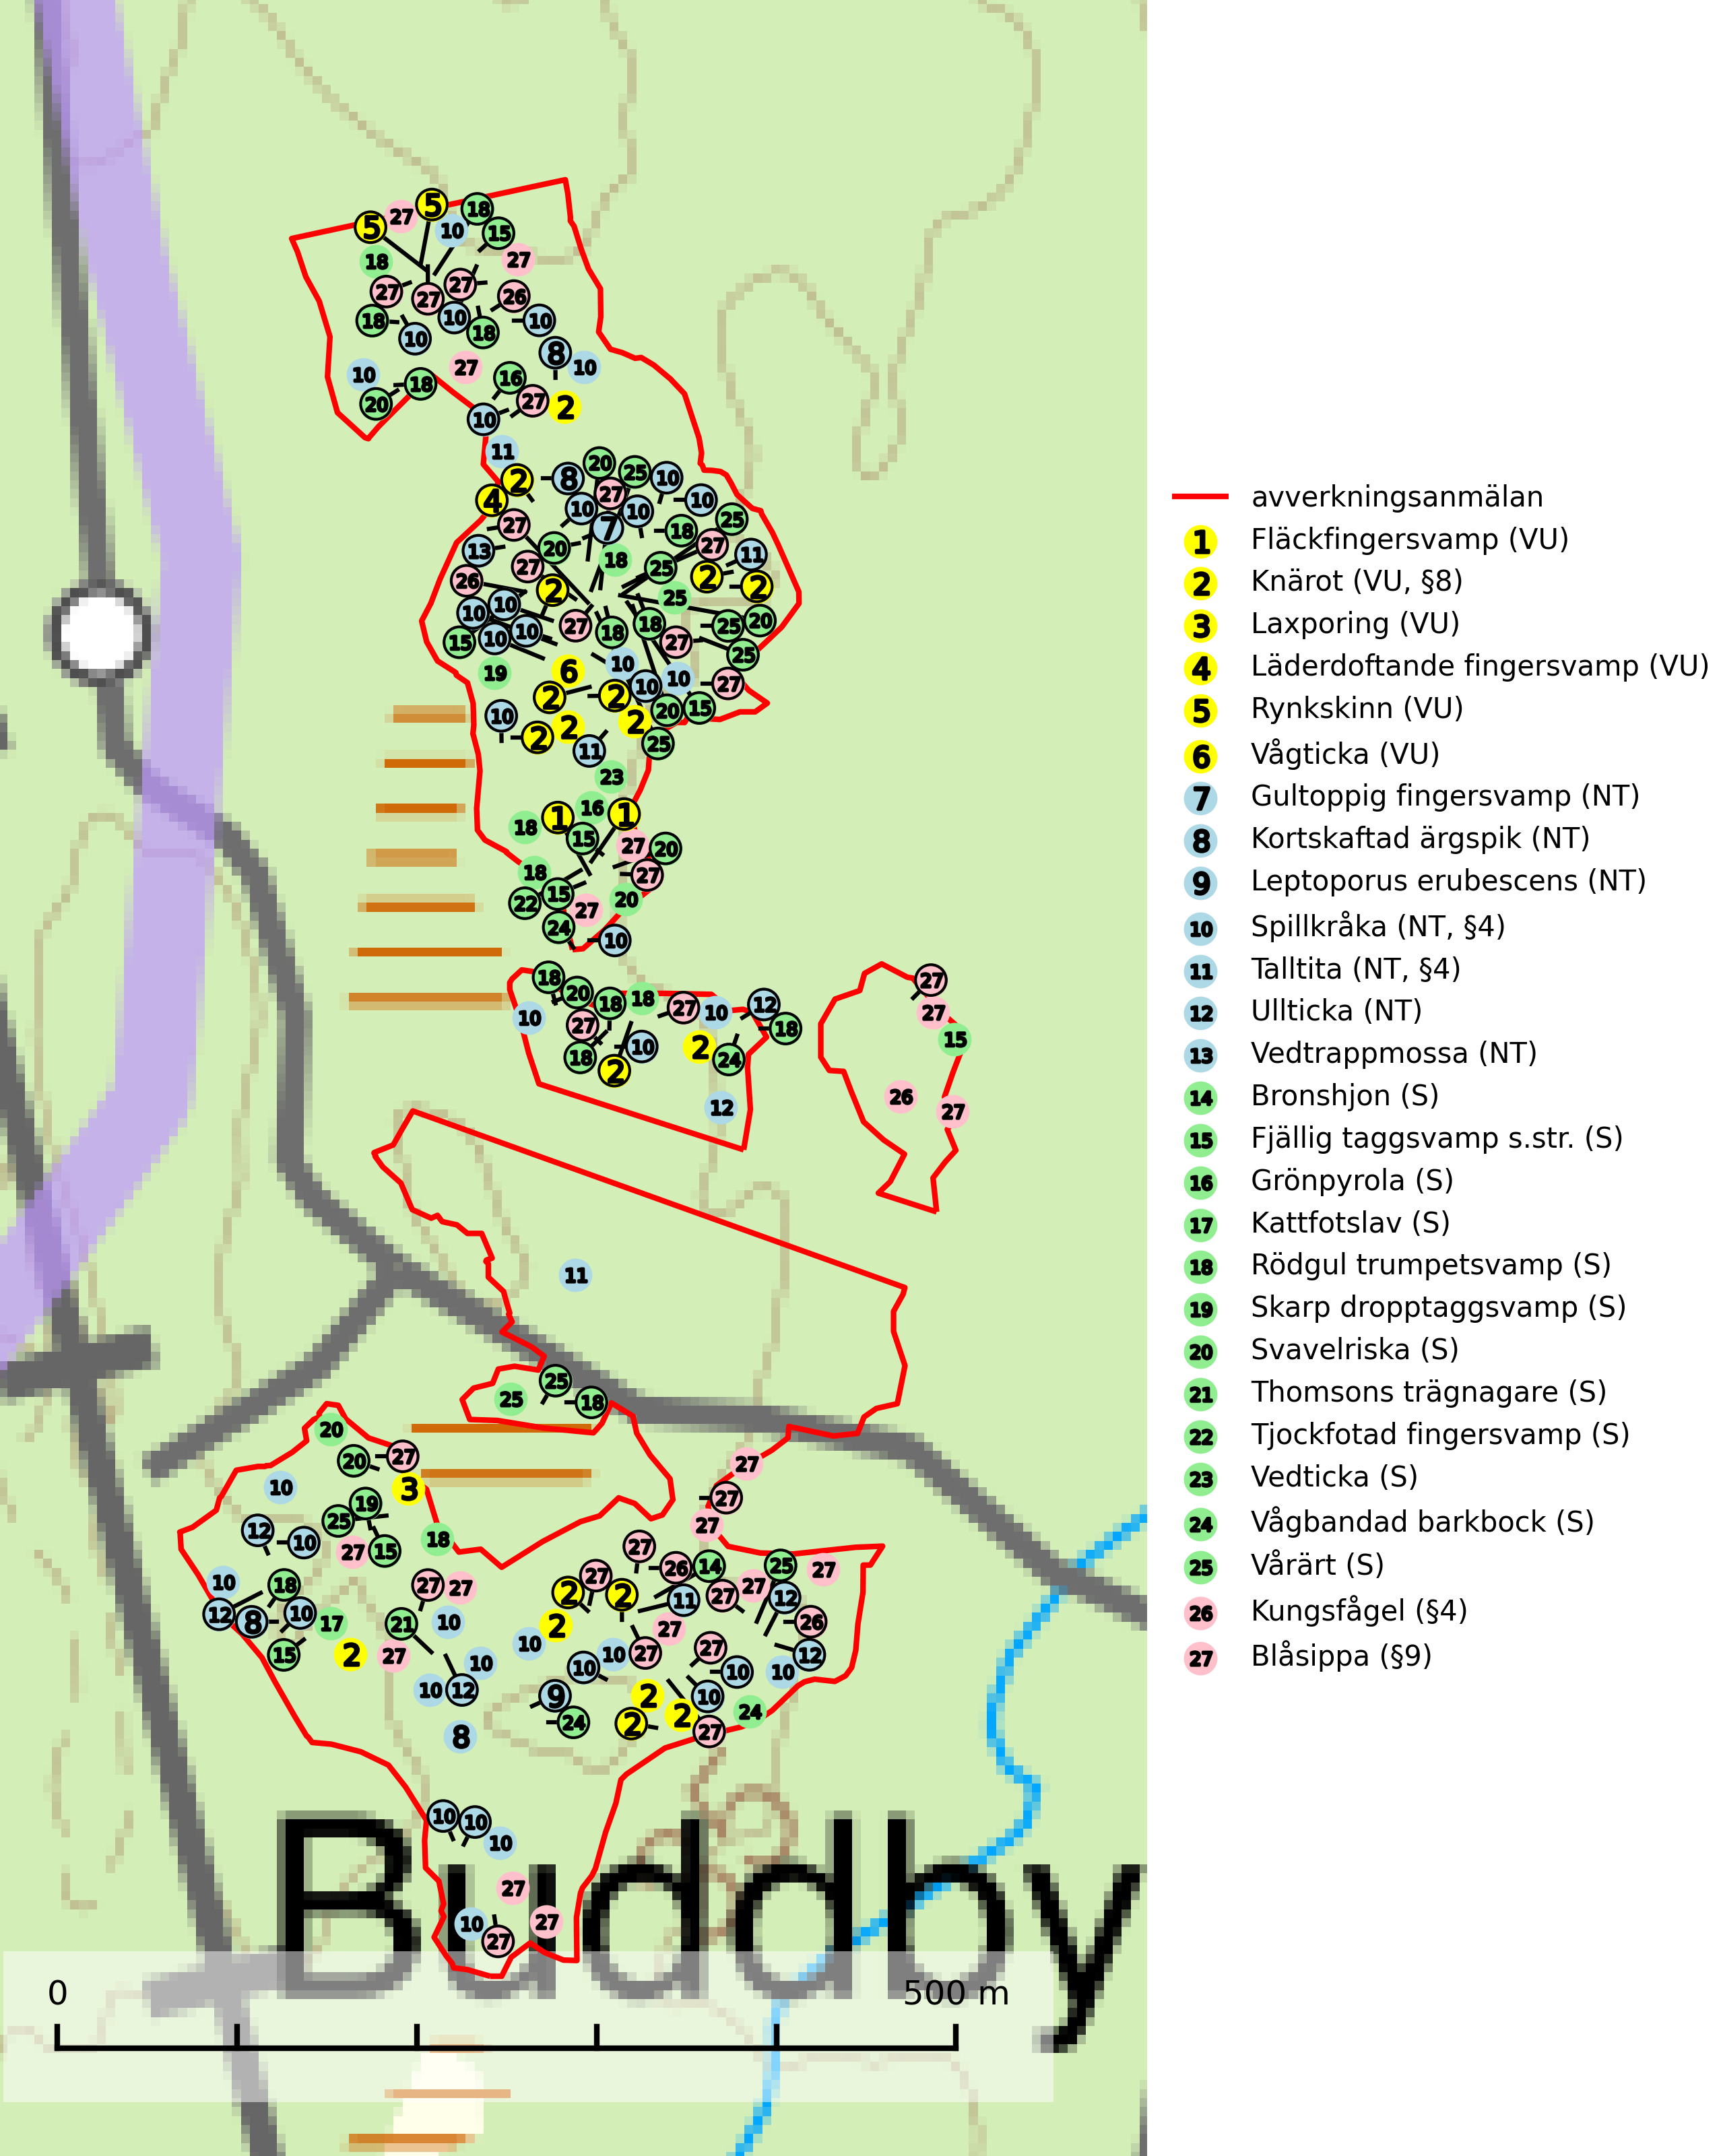 avverkningsanmälan
1 Fläckfingersvamp (VU)
2 Knärot (VU, §8)
3 Laxporing (VU)
4 Läderdoftande fingersvamp (VU)
5 Rynkskinn (VU)
6 Vågticka (VU)
7 Gultoppig fingersvamp (NT)
8 Kortskaftad ärgspik (NT)
9 Leptoporus erubescens (NT)
10 Spillkråka (NT, §4)
11 Talltita (NT, §4)
12 Ullticka (NT)
13 Vedtrappmossa (NT)
14 Bronshjon (S)
15 Fjällig taggsvamp s.str. (S)
16 Grönpyrola (S)
17 Kattfotslav (S)
18 Rödgul trumpetsvamp (S)
19 Skarp dropptaggsvamp (S)
20 Svavelriska (S)
21 Thomsons trägnagare (S)
22 Tjockfotad fingersvamp (S)
23 Vedticka (S)
24 Vågbandad barkbock (S)
25 Vårärt (S)
26 Kungsfågel (§4)
27 Blåsippa (§9)
Buddby
0 500 m